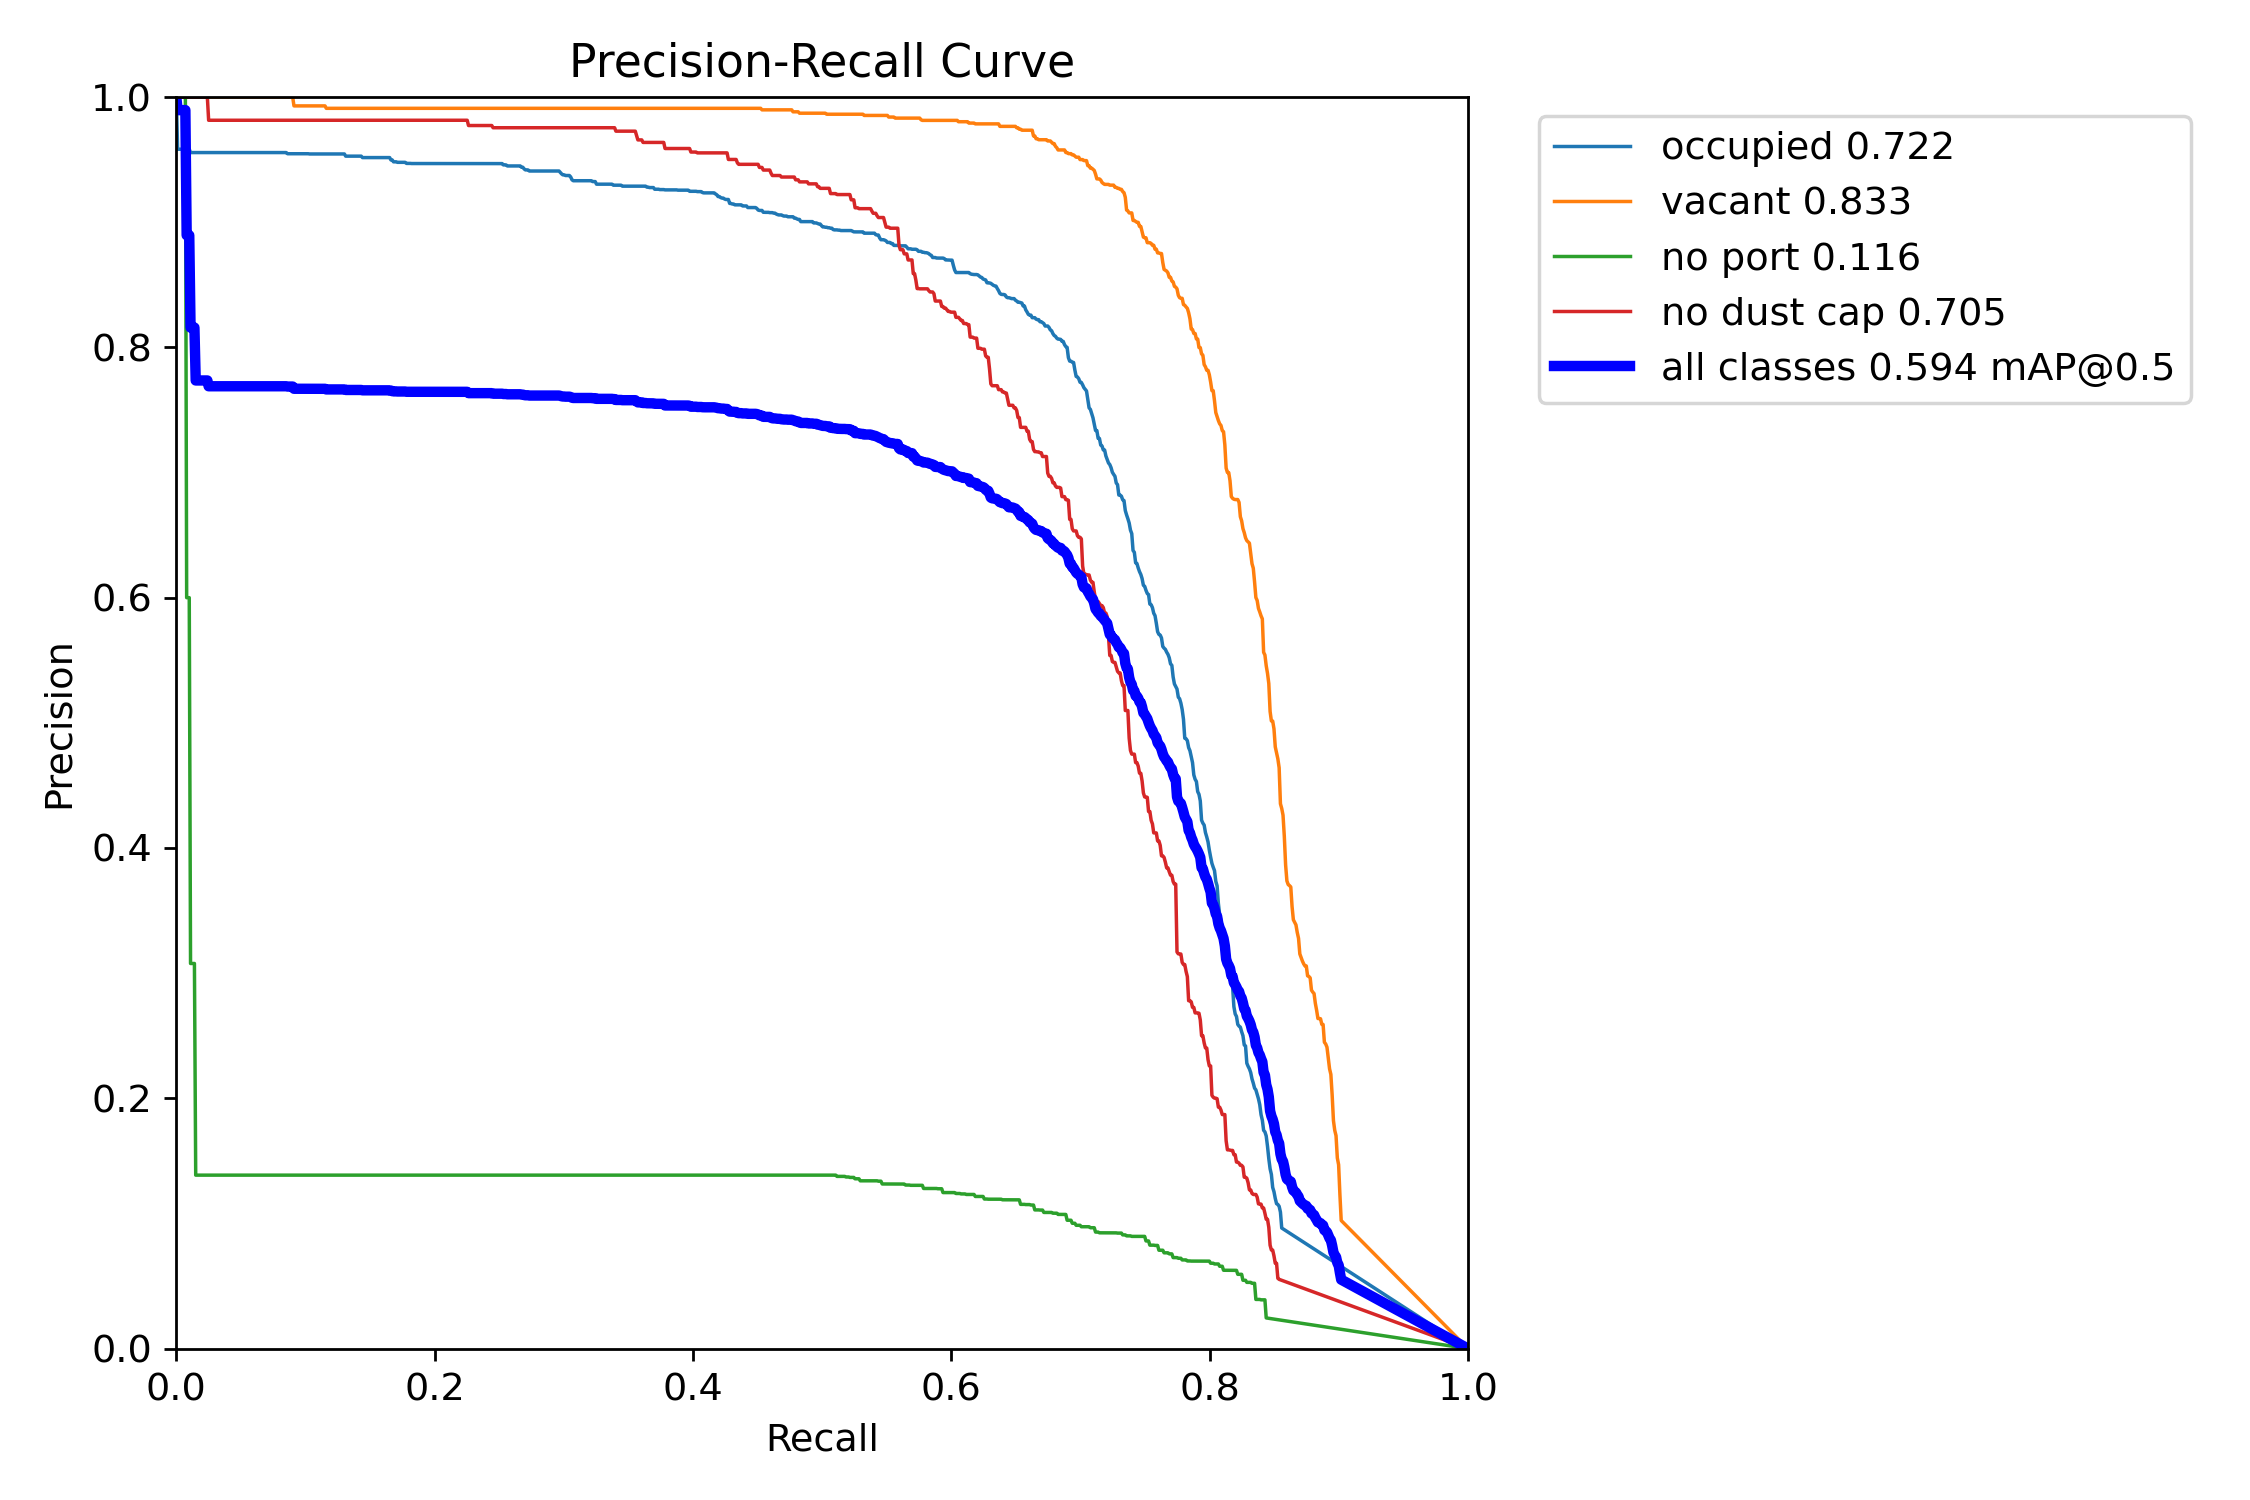 Precision-Recall Curve
1.0
0.8
0.6
0.4
0.2
0.0
Precision
0.0 0.2 0.4 0.6 0.8 1.0
Recall
occupied 0.722
vacant 0.833
no port 0.116
no dust cap 0.705
all classes 0.594 mAP@0.5